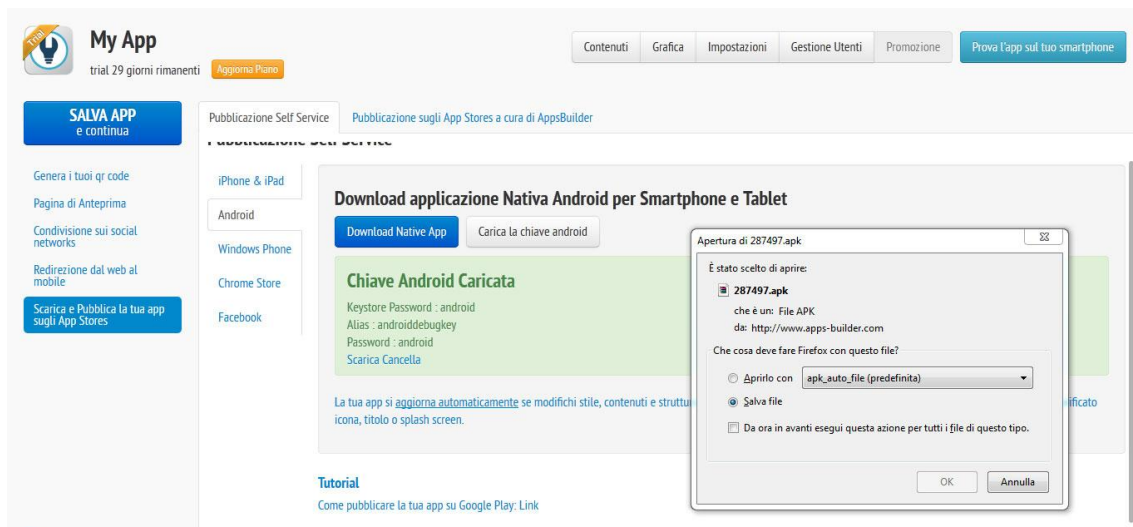 Trial
My App
trial 29 giorni rimanenti
Aggiorna Piano
Contenuti
Grafica
Impostazioni
Gestione Utenti
Promozione
Prova l'app sul tuo smartphone
SALVA APP
e continua
Pubblicazione Self Service
Pubblicazione sugli App Stores a cura di AppsBuilder
Pubblicazione Self Service
Genera i tuoi qr code
Pagina di Anteprima
Condivisione sui social
networks
Redirezione dal web al
mobile
Scarica e Pubblica la tua app
sugli App Stores
iPhone & iPad
Android
Windows Phone
Chrome Store
Facebook
Download applicazione Nativa Android per Smartphone e Tablet
Download Native App
Carica la chiave android
Chiave Android Caricata
Keystore Password : android
Alias : androiddebugkey
Password : android
Scarica Cancella
La tua app si aggiorna automaticamente se modifichi stile, contenuti e
icona, titolo o splash screen.
Tutorial
Come pubblicare la tua app su Google Play: Link
Apertura di 287497.apk
È stato scelto di aprire:
287497.apk
che è un: File APK
da: http://www.apps-builder.com
Che cosa deve fare Firefox con questo file?
Aprirlo con
apk_auto_file (predefinita)
Salva file
Da ora in avanti esegui questa azione per tutti i file di questo tipo.
OK
Annulla